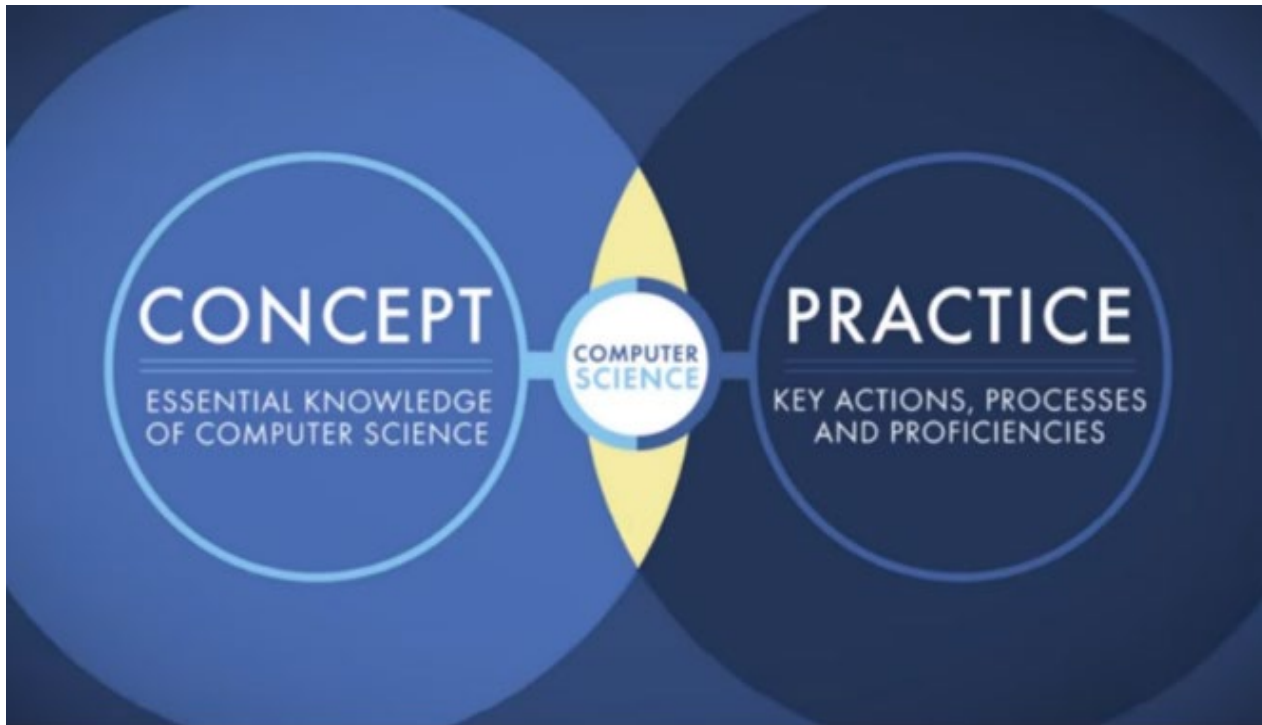 CONCEPT
ESSENTIAL KNOWLEDGE
OF COMPUTER SCIENCE
COMPUTER
SCIENCE
PRACTICE
KEY ACTIONS, PROCESSES
AND PROFICIENCIES